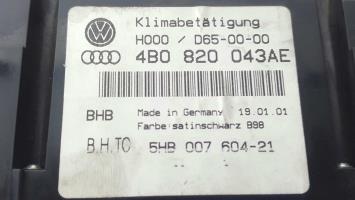 Klimabetätigung
H000 / D65-00-00
4B0 820 043AE
BHB
Made in Germany 19.01.01
Farbe:satinschwarz B98
B.H.TC 5HB 007 604-21